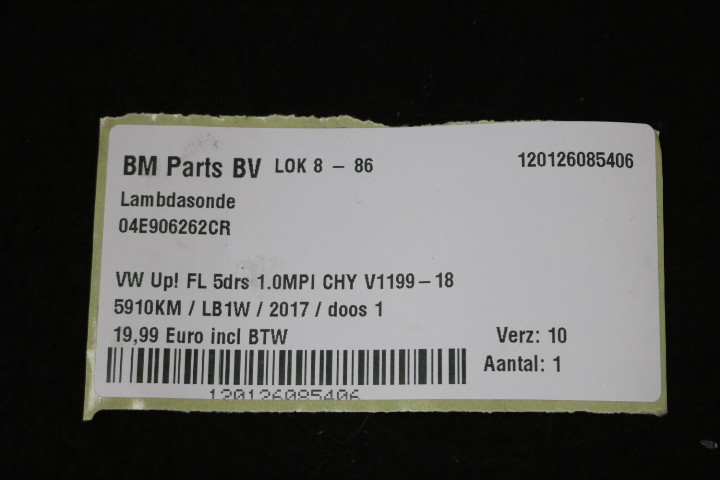 BM Parts BV LOK 8 – 86 120126085406
Lambdasonde
04E906262CR
VW Up! FL 5drs 1.0MPI CHY V1199–18
5910KM / LB1W / 2017 / doos 1
19,99 Euro incl BTW Verz: 10
Aantal: 1
120126085406